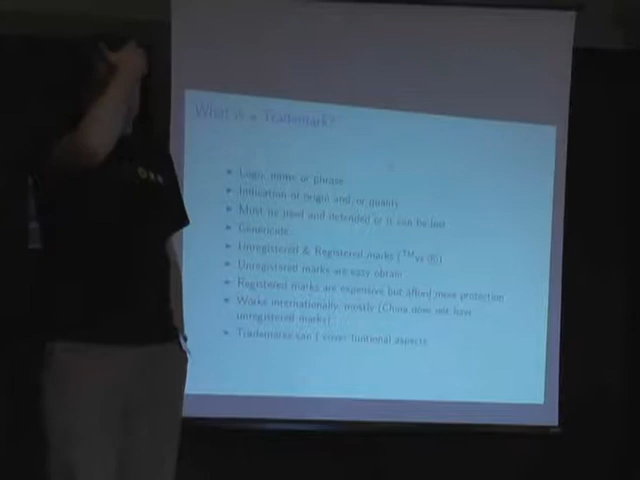 What is a Trademark?
Logo, name or phrase
Indication of origin and/or quality
Must be used and defended or it can be lost
Genericide
Unregistered & Registered marks (TM vs ®)
Unregistered marks are easy obtain
Registered marks are expensive but afford more protection
Works internationally, mostly (China does not
unregistered marks)
Trademarks can't cover funtional aspects